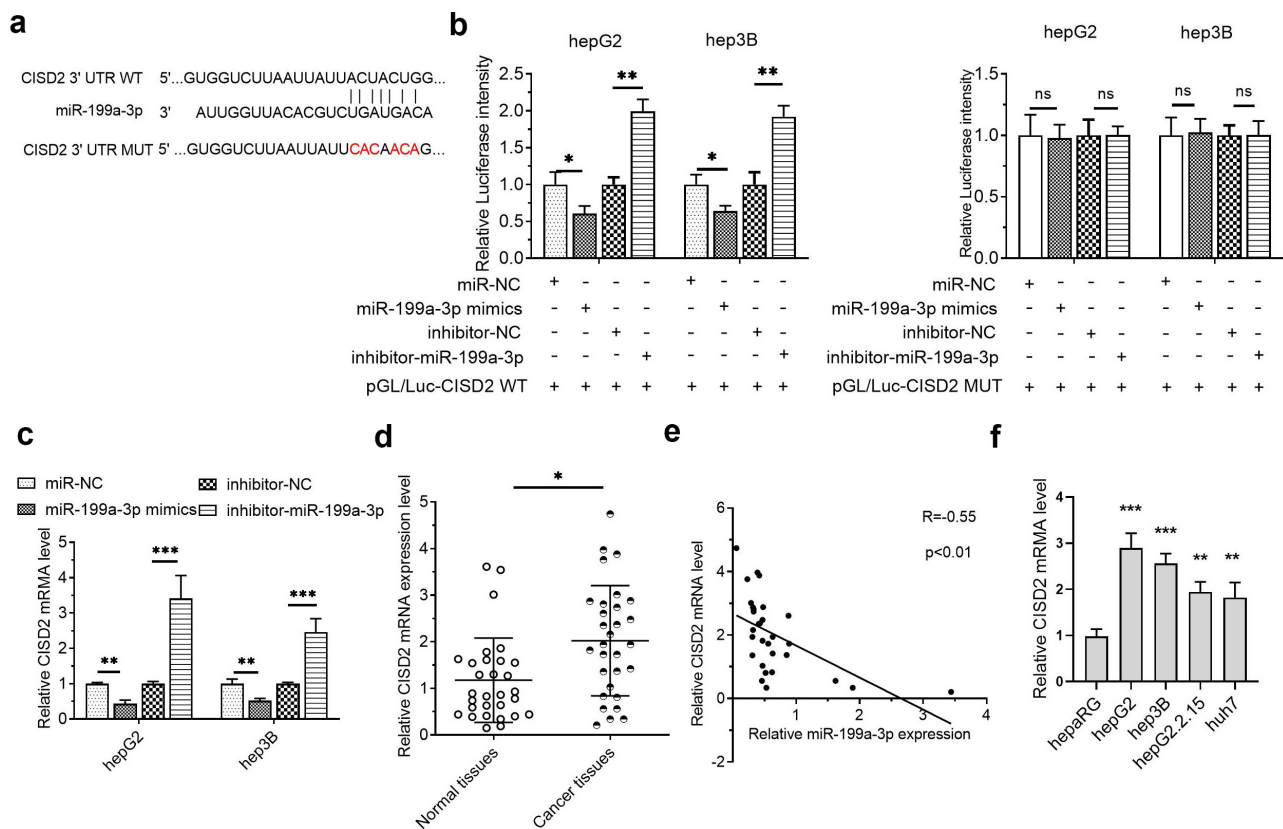 a
CISD2 3' UTR WT 5'...GUGGUCUUAAUUAUUACUACUGG...
miR-199a-3p 3' AUUGGUUACACGUCUGAUGACA
CISD2 3' UTR MUT 5' ...GUGGUCUUAAUUAUUCACAACAG...
b
hepG2 hep3B
Relative Luciferase intensity
2.5
2.0
1.5
1.0
0.5
0.0
* ** * **
miR-NC + - - - + - - -
miR-199a-3p mimics - + - - - + - -
inhibitor-NC - - + - - - + -
inhibitor-miR-199a-3p - - - + - - - +
pGL/Luc-CISD2 WT + + + + + + + +
hepG2 hep3B
Relative Luciferase intensity
1.5
1.0
0.5
0.0
ns ns ns ns
miR-NC + - - - + - - -
miR-199a-3p mimics - + - - - + - -
inhibitor-NC - - + - - - + -
inhibitor-miR-199a-3p - - - + - - - +
pGL/Luc-CISD2 MUT + + + + + + + +
c
miR-NC inhibitor-NC
miR-199a-3p mimics inhibitor-miR-199a-3p
Relative CISD2 mRMA level
5
4
3
2
1
0
** *** ** ***
hepG2 hep3B
d
Relative CISD2 mRNA expression level
5
4
3
2
1
0
*
Normal tissues Cancer tissues
e
Relative CISD2 mRNA level
6
4
2
0
-2
R=-0.55
p<0.01
1 2 3 4
Relative miR-199a-3p expression
f
Relative CISD2 mRMA level
4
3
2
1
0
*** *** ** **
hepaRG hepG2 hep3B hepG2.2.15 huh7